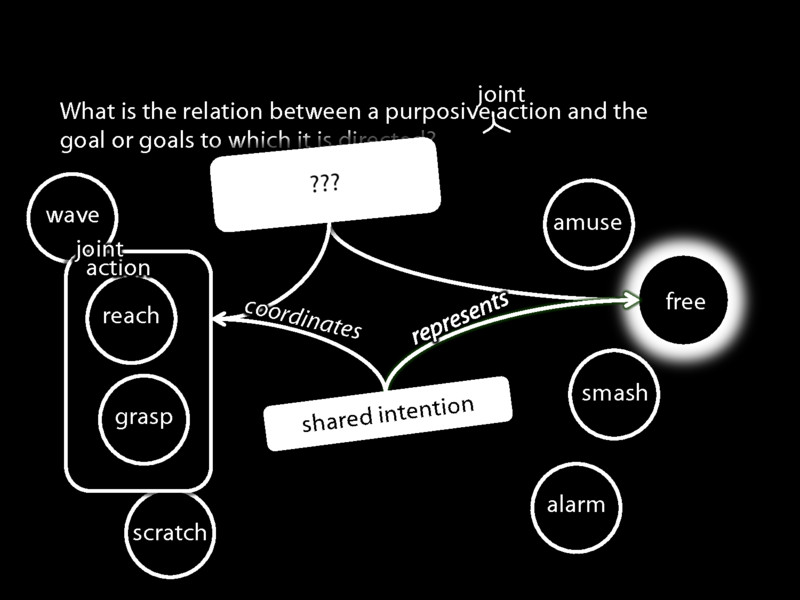 joint
What is the relation between a purposive action and the
goal or goals to which it is directed?
???
wave
amuse
joint
action
reach
coordinates
represents
free
grasp
shared intention
smash
scratch
alarm